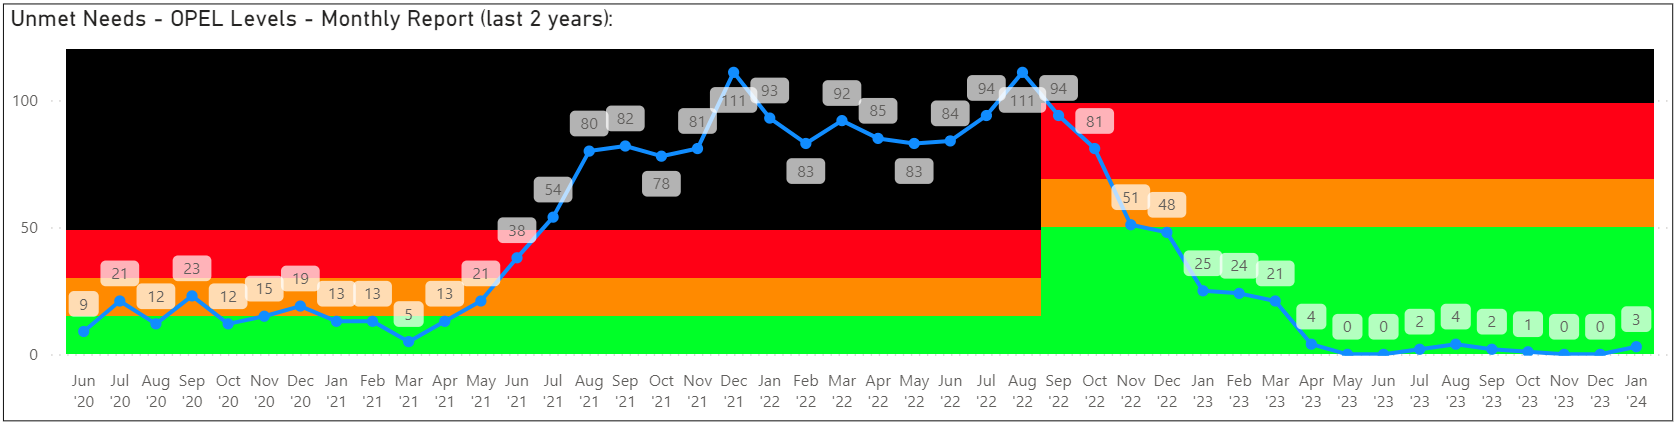 Unmet Needs - OPEL Levels - Monthly Report (last 2 years):
100
50
0
9 21 12 23 12 15 19 13 13 5 13 21 38 54 80 82 78 81 111 93 83 92 85 83 84 94 111 94 81 51 48 25 24 21 4 0 0 2 4 2 1 0 0 3
Jun Jul Aug Sep Oct Nov Dec Jan Feb Mar Apr May Jun Jul Aug Sep Oct Nov Dec Jan Feb Mar Apr May Jun Jul Aug Sep Oct Nov Dec Jan Feb Mar Apr May Jun Jul Aug Sep Oct Nov Dec Jan
'20 '20 '20 '20 '20 '20 '20 '21 '21 '21 '21 '21 '21 '21 '21 '21 '21 '21 '21 '22 '22 '22 '22 '22 '22 '22 '22 '22 '22 '22 '22 '23 '23 '23 '23 '23 '23 '23 '23 '23 '23 '23 '23 '24